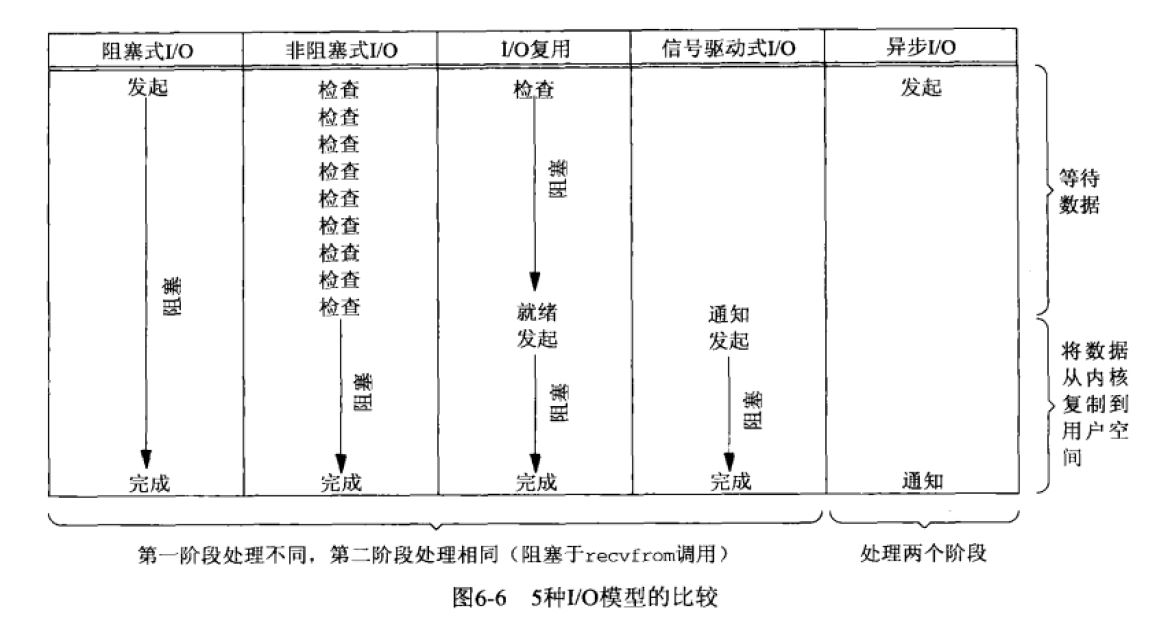 阻塞式I/O 非阻塞式I/O I/O复用 信号驱动式I/O 异步I/O
发起 检查 检查 发起
检查
检查
检查
检查
检查
检查
检查
检查
阻塞
阻塞
就绪 通知
发起 发起
阻塞 阻塞 阻塞
完成 完成 完成 完成 通知
等待
数据
将数据
从内核
复制到
用户空
间
第一阶段处理不同，第二阶段处理相同（阻塞于recvfrom调用） 处理两个阶段
图6-6 5种I/O模型的比较